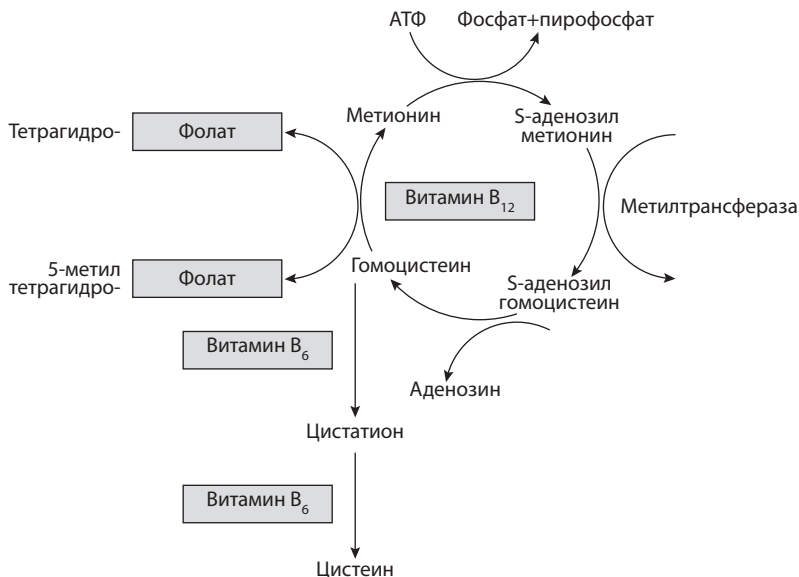 АТФ
Фосфат+пирофосфат
Метионин
S-аденозил
метионин
Тетрагидро-
Фолат
Витамин B₁₂
Метилтрансфераза
5-метил
тетрагидро-
Фолат
Гомоцистеин
S-аденозил
гомоцистеин
Витамин B₆
Аденозин
Цистатион
Витамин B₆
Цистеин